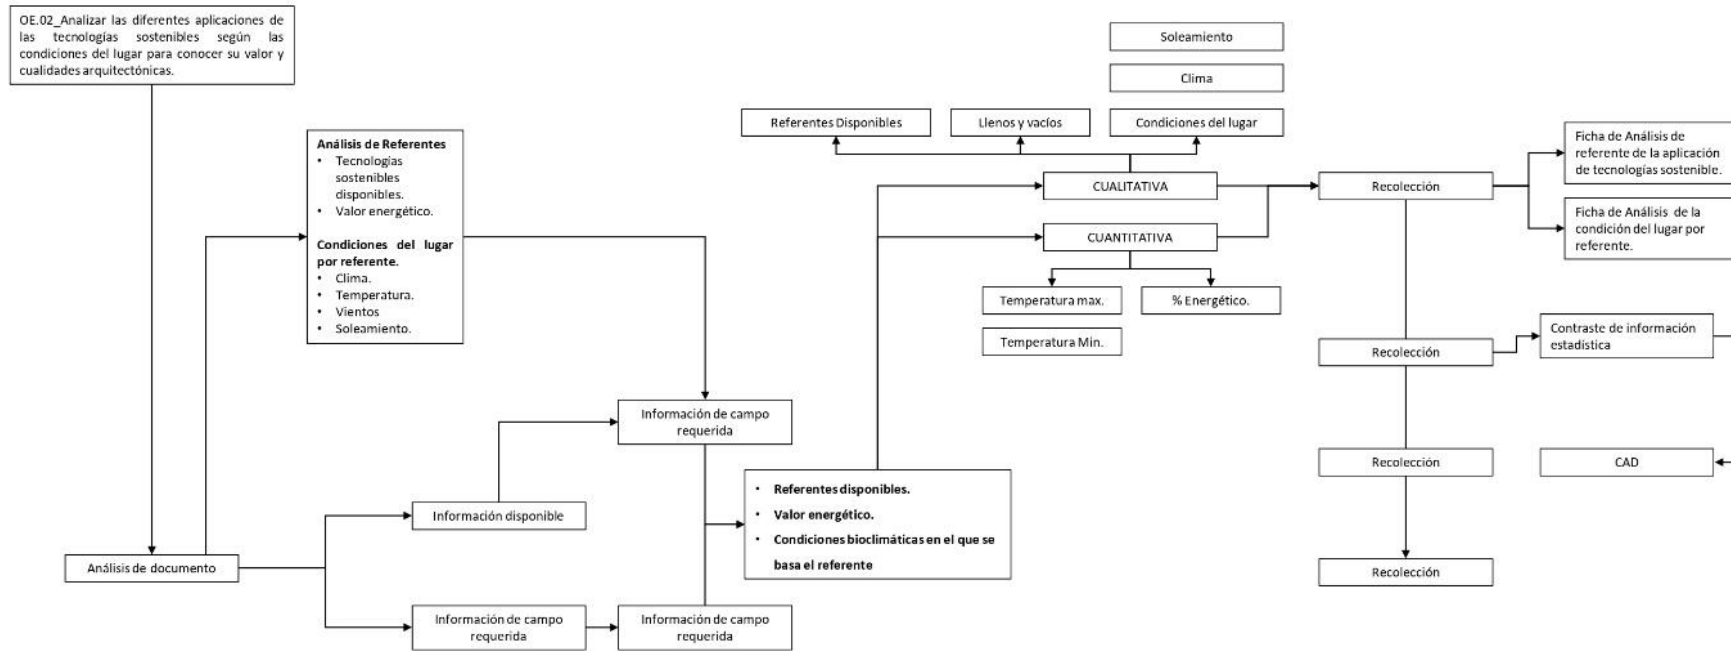 OE.02_Analizar las diferentes aplicaciones de
las tecnologías sostenibles según las
condiciones del lugar para conocer su valor y
cualidades arquitectónicas.
Análisis de Referentes
• Tecnologías
sostenibles
disponibles.
• Valor energético.
Condiciones del lugar
por referente.
• Clima.
• Temperatura.
• Vientos
• Soleamiento.
Análisis de documento
Información disponible
Información de campo
requerida
Información de campo
requerida
Información de campo
requerida
• Referentes disponibles.
• Valor energético.
• Condiciones bioclimáticas en el que se
basa el referente
Soleamiento
Clima
Referentes Disponibles
Llenos y vacíos
Condiciones del lugar
CUALITATIVA
CUANTITATIVA
Temperatura max.
% Energético.
Temperatura Min.
Recolección
Recolección
Recolección
Recolección
Ficha de Análisis de
referente de la aplicación
de tecnologías sostenible.
Ficha de Análisis de la
condición del lugar por
referente.
Contraste de información
estadística
CAD